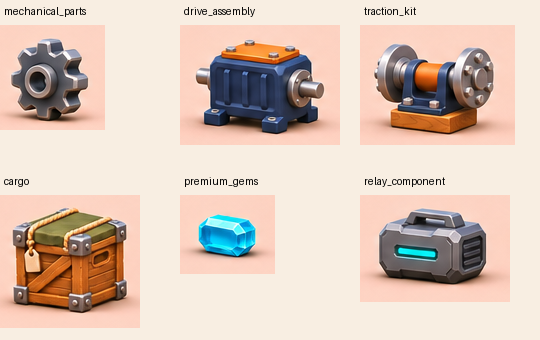 mechanical_parts
drive_assembly
traction_kit
cargo
premium_gems
relay_component